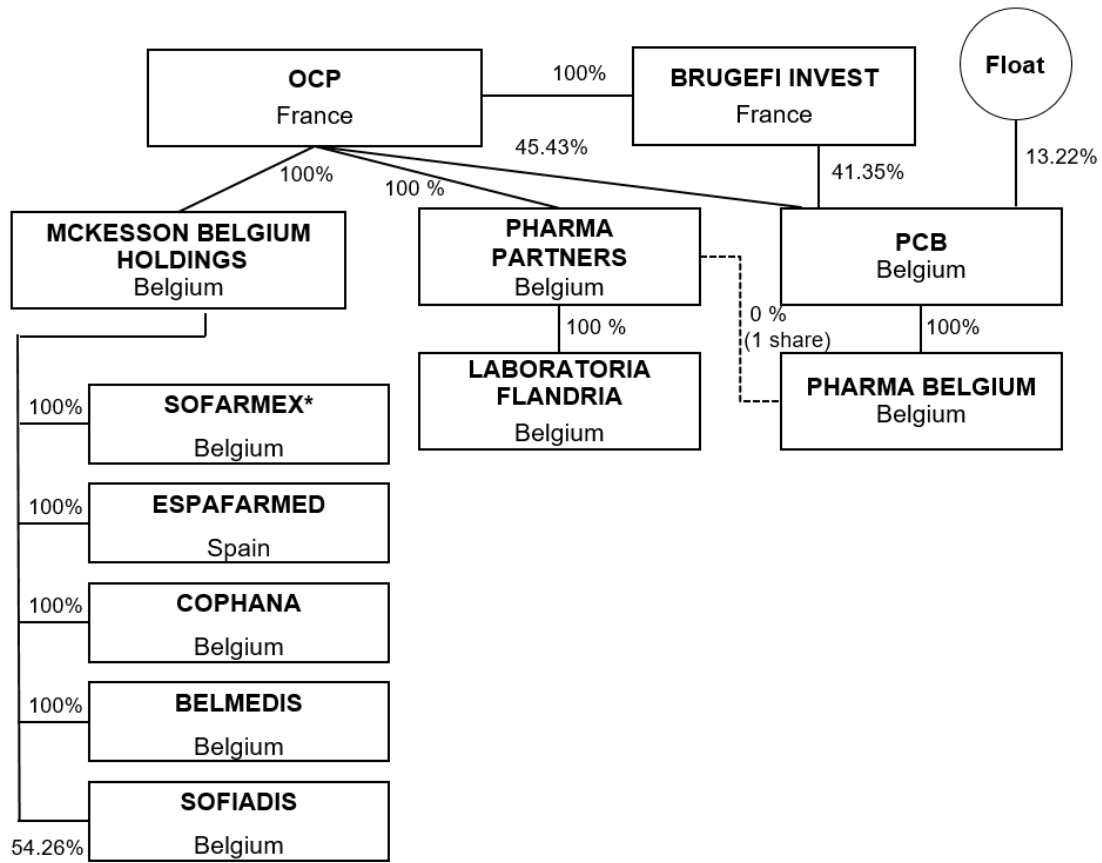 OCP
France
100%
BRUGEFI INVEST
France
Float
100%
100 %
45.43%
41.35%
13.22%
MCKESSON BELGIUM
HOLDINGS
Belgium
PHARMA
PARTNERS
Belgium
PCB
Belgium
100 %
0 %
(1 share)
100%
LABORATORIA
FLANDRIA
Belgium
PHARMA BELGIUM
Belgium
100%
SOFARMEX*
Belgium
100%
ESPAFARMED
Spain
100%
COPHANA
Belgium
100%
BELMEDIS
Belgium
54.26%
SOFIADIS
Belgium